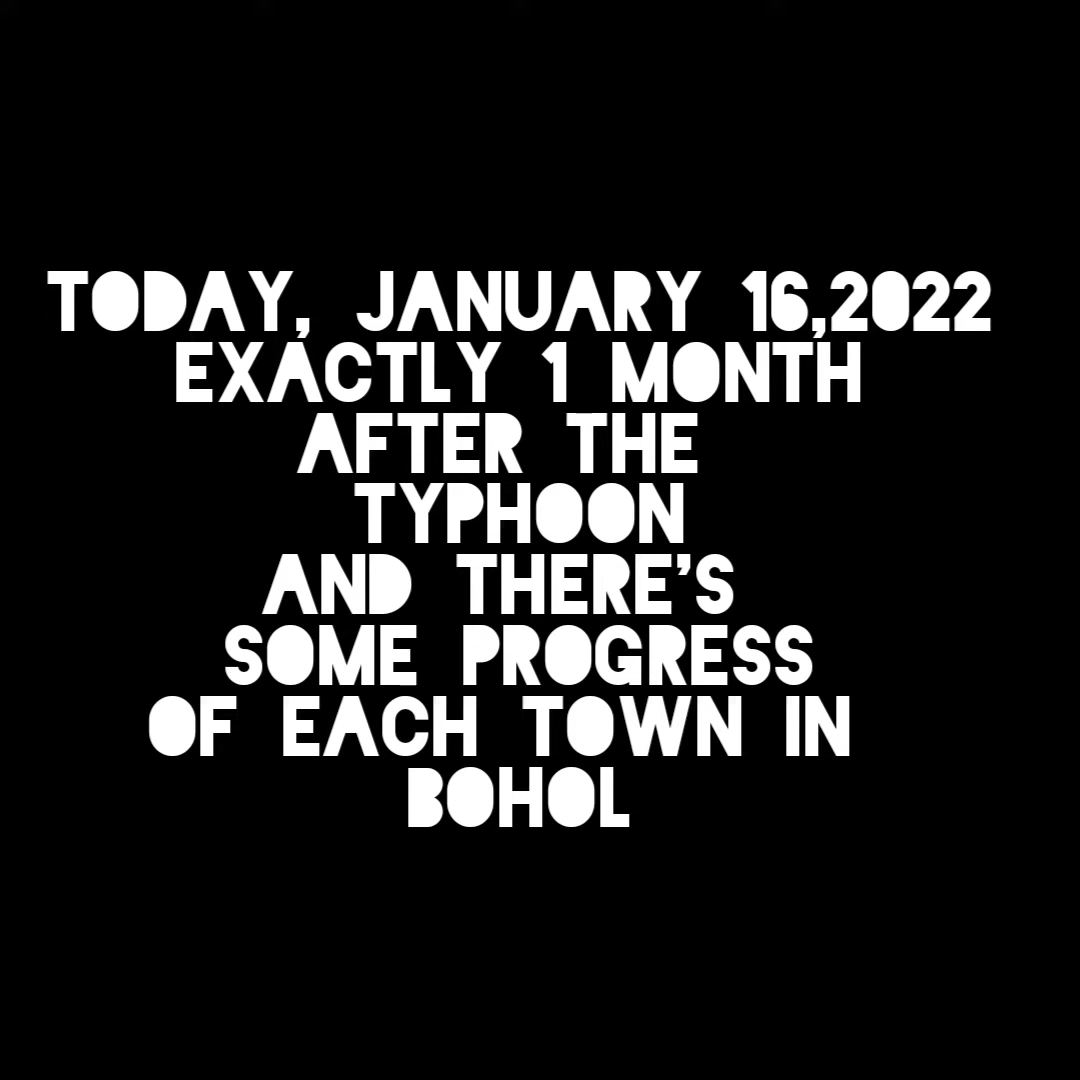 TODAY, JANUARY 16,2022
EXACTLY 1 MONTH
AFTER THE
TYPHOON
AND THERE'S
SOME PROGRESS
OF EACH TOWN IN
BOHOL